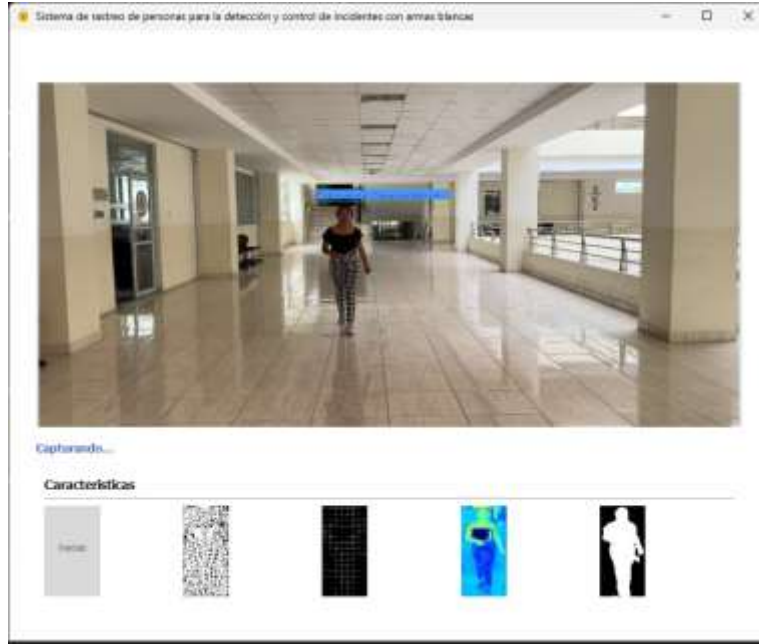 Sistema de rastreo de personas para la detección y control de incidentes con armas blancas
Capturando...
Características